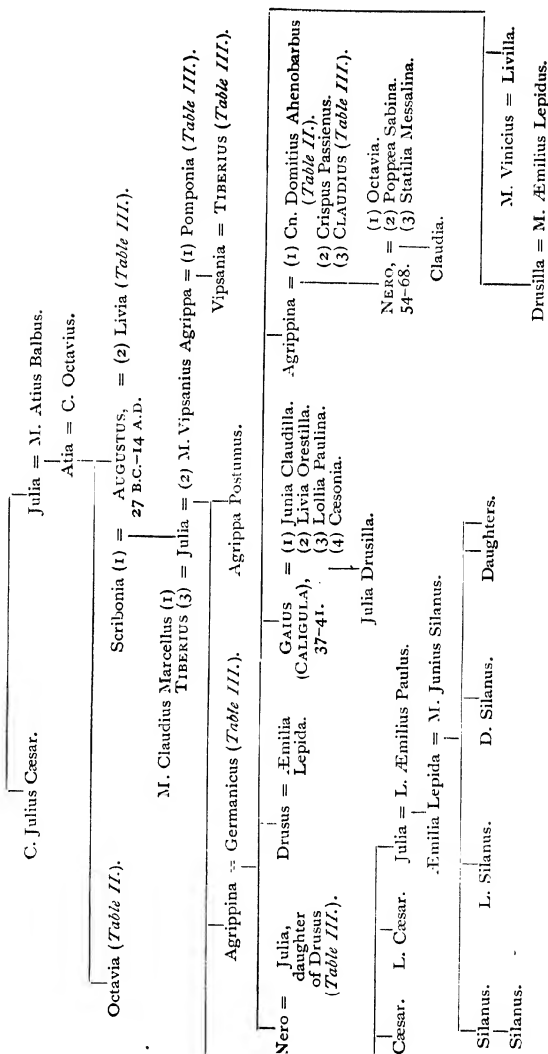 C. Julius Cæsar.
Julia = M. Atius Balbus.
Atia = C. Octavius.
Octavia (Table II.).
Scribonia (1) = AUGUSTUS, = (2) Livia (Table III.).
27 B.C.–14 A.D.
M. Claudius Marcellus (1)
TIBERIUS (3) = Julia = (2) M. Vipsanius Agrippa = (1) Pomponia (Table III.).
Vipsania = TIBERIUS (Table III.).
Agrippina = Germanicus (Table III.).
Agrippa Postumus.
Nero = Julia,
daughter
of Drusus
(Table III.).
Drusus = Æmilia
Lepida.
GAIUS = (1) Junia Claudilla.
(CALIGULA), (2) Livia Orestilla.
37–41. (3) Lollia Paulina.
(4) Cæsonia.
Julia Drusilla.
Agrippina = (1) Cn. Domitius Ahenobarbus
(Table II.).
(2) Crispus Passienus.
(3) CLAUDIUS (Table III.).
NERO, = (1) Octavia.
54–68. (2) Poppæa Sabina.
(3) Statilia Messalina.
Claudia.
Drusilla = M. Æmilius Lepidus.
M. Vinicius = Livilla.
Cæsar. L. Cæsar. Julia = L. Æmilius Paulus.
Æmilia Lepida = M. Junius Silanus.
Silanus. L. Silanus. D. Silanus. Daughters.
Silanus.